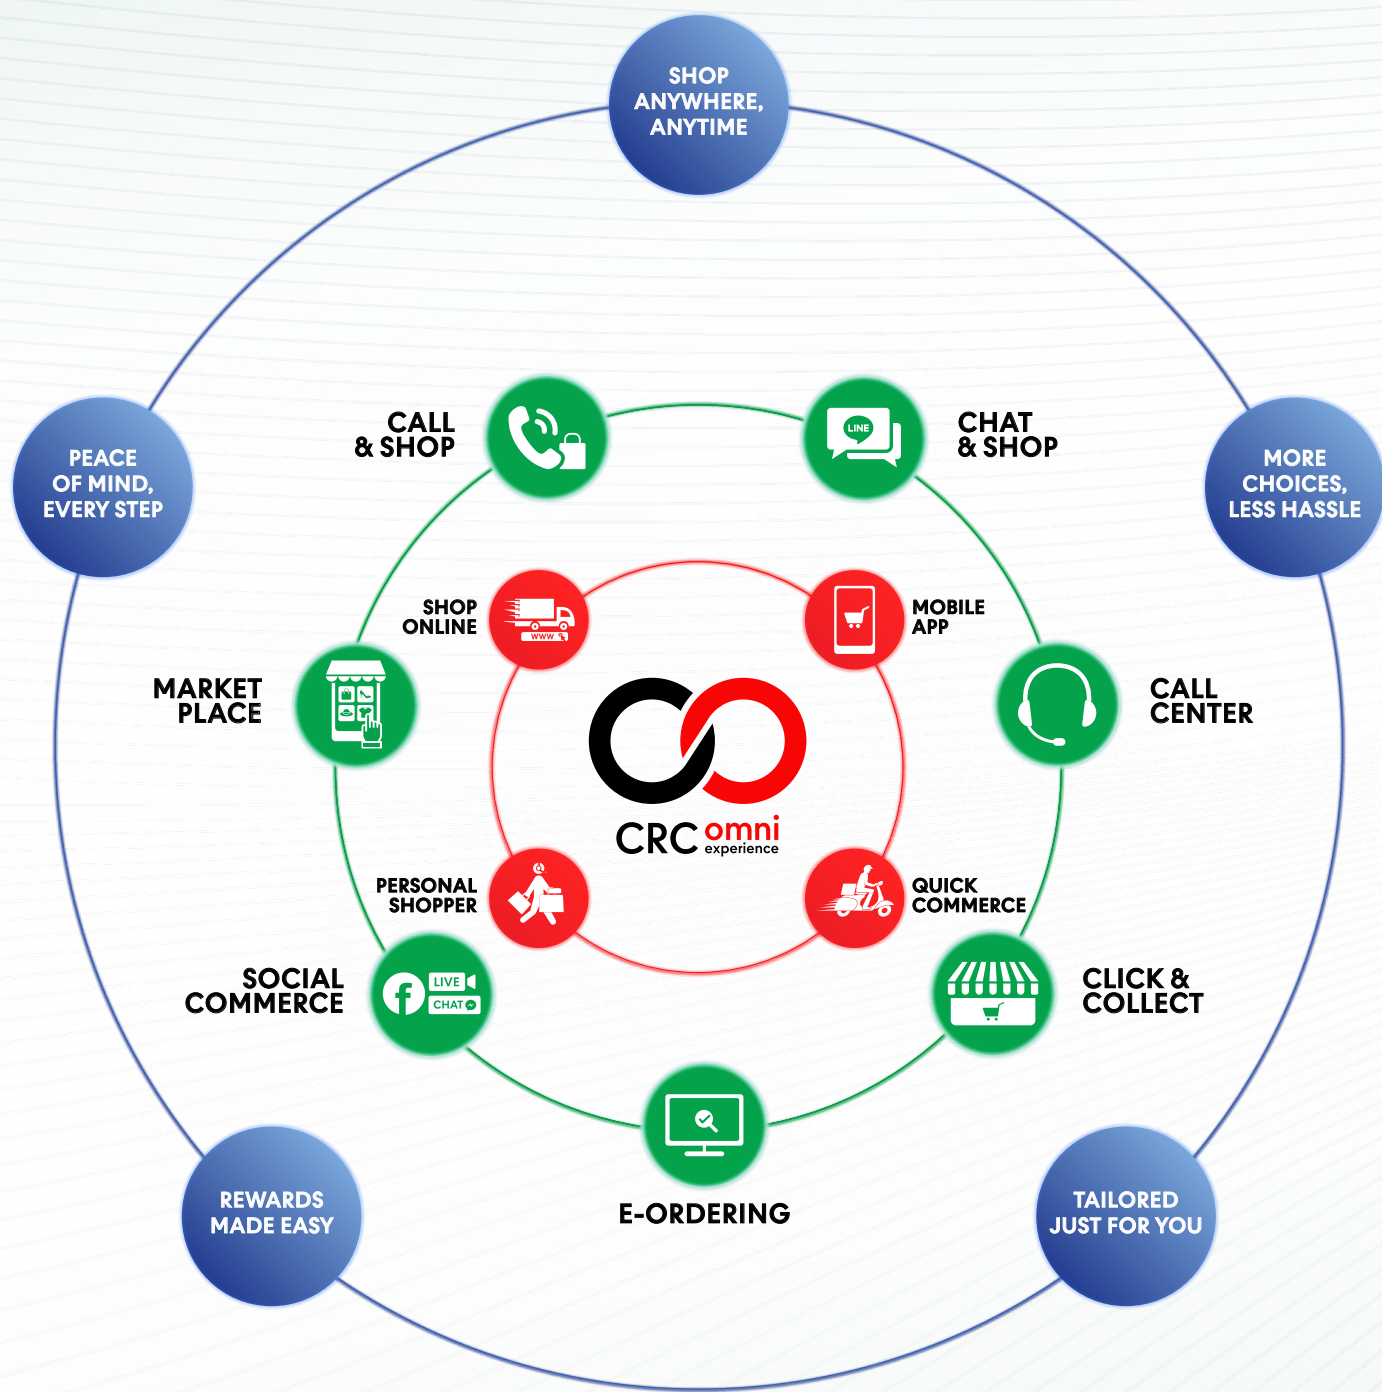 SHOP
ANYWHERE,
ANYTIME
PEACE
OF MIND,
EVERY STEP
MORE
CHOICES,
LESS HASSLE
CALL
& SHOP
LINE
CHAT
& SHOP
SHOP
ONLINE
WWW.
MOBILE
APP
MARKET
PLACE
CALL
CENTER
CRC omni
experience
PERSONAL
SHOPPER
QUICK
COMMERCE
SOCIAL
COMMERCE
f
LIVE
CHAT
CLICK &
COLLECT
E-ORDERING
REWARDS
MADE EASY
TAILORED
JUST FOR YOU